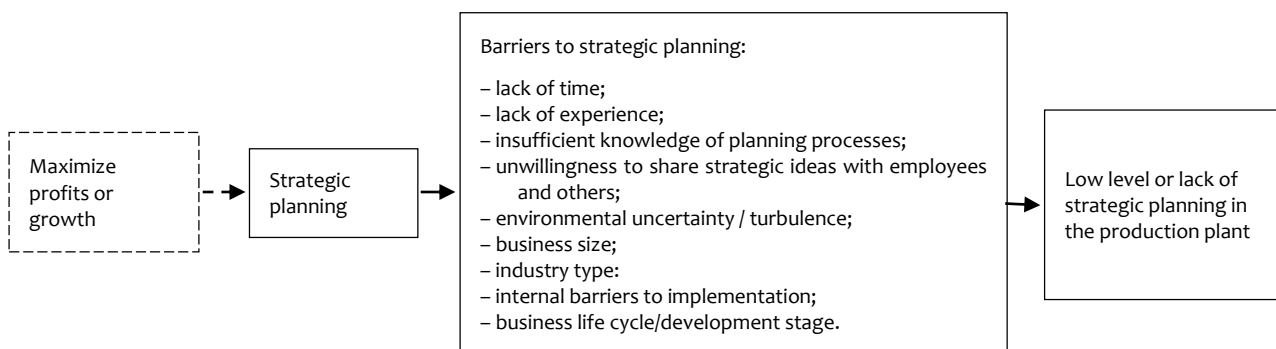 Maximize
profits or
growth
Strategic
planning
Barriers to strategic planning:
– lack of time;
– lack of experience;
– insufficient knowledge of planning processes;
– unwillingness to share strategic ideas with employees
and others;
– environmental uncertainty / turbulence;
– business size;
– industry type:
– internal barriers to implementation;
– business life cycle/development stage.
Low level or lack of
strategic planning in
the production plant